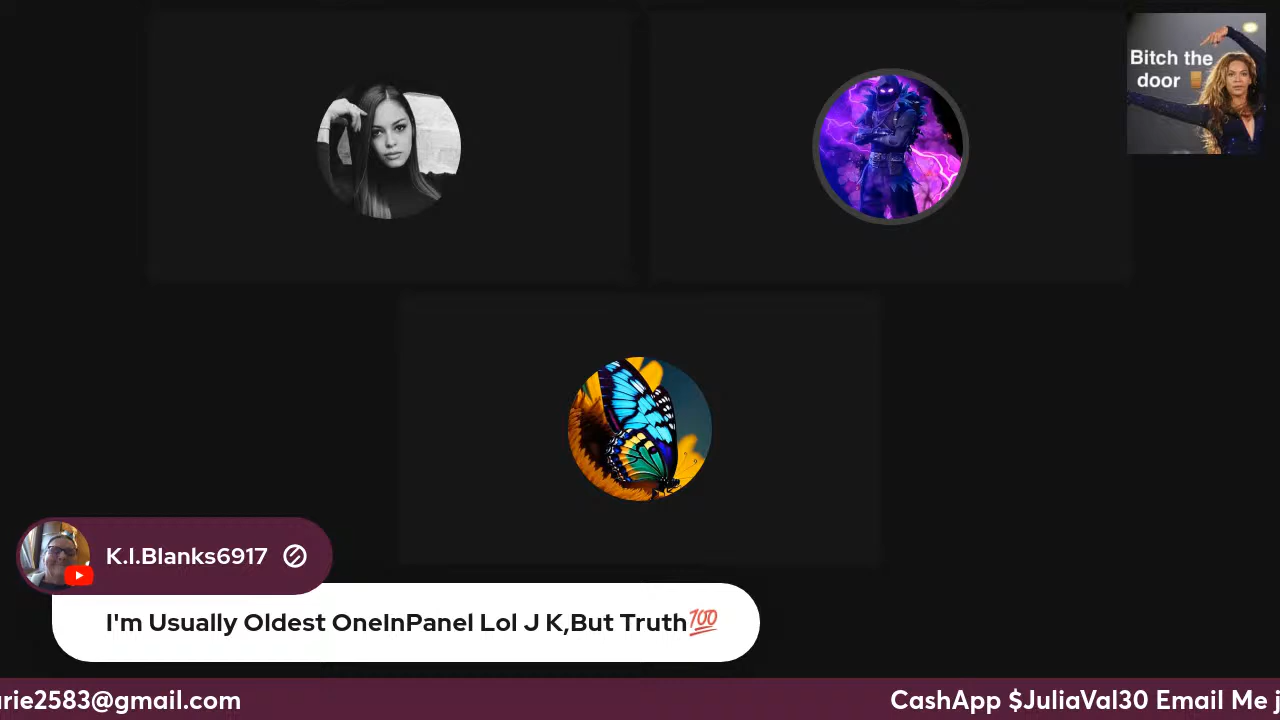 Bitch the
door 🚪
K.I.Blanks6917
I'm Usually Oldest OneInPanel Lol J K,But Truth💯
arie2583@gmail.com
CashApp $JuliaVal30 Email Me j